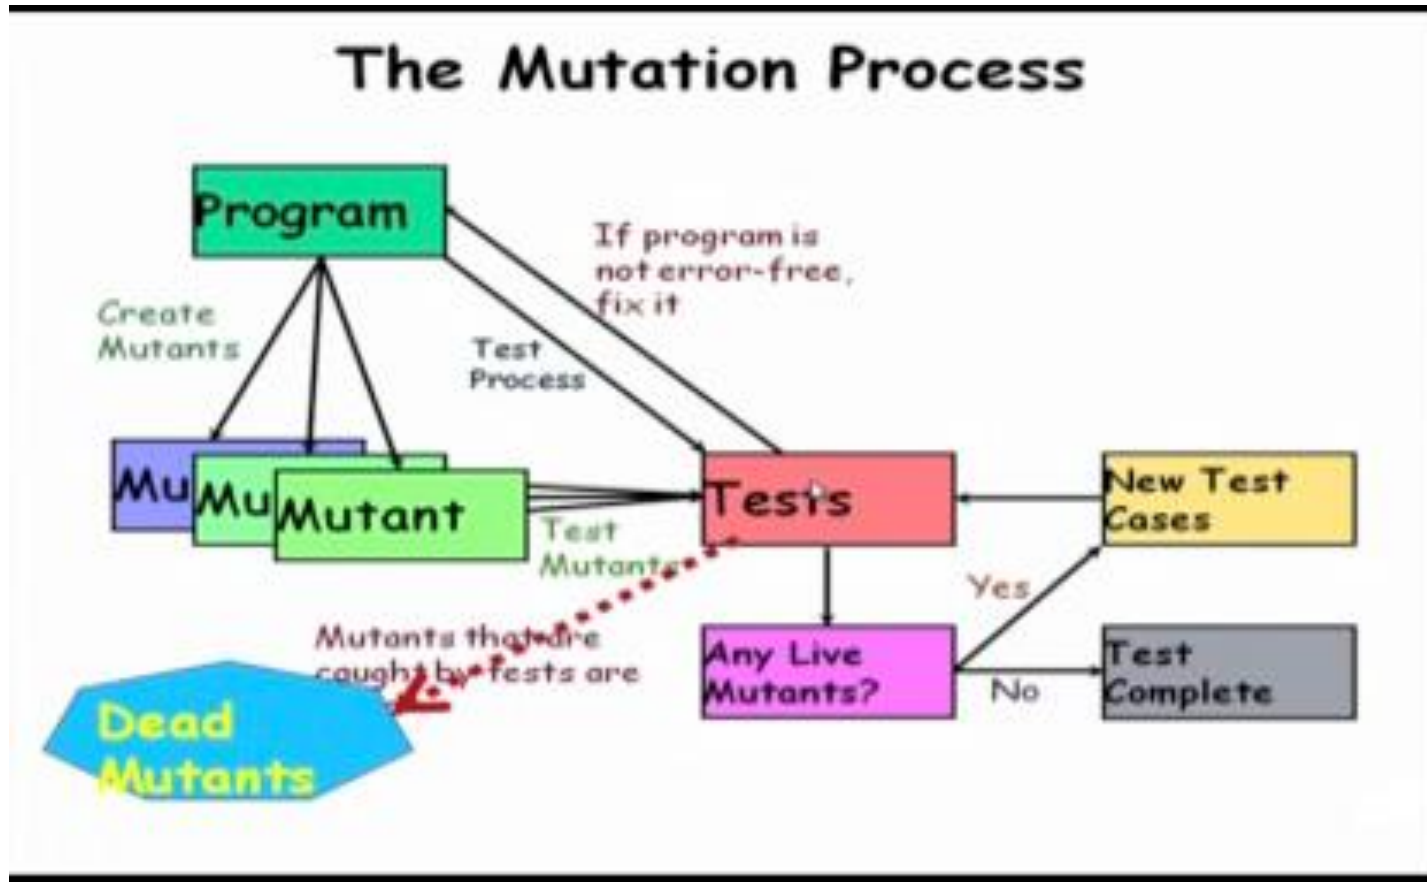 The Mutation Process
Program
If program is
not error-free,
fix it
Create
Mutants
Test
Process
Mu
Mu
Mutant
Test
Mutants
Tests
New Test
Cases
Yes
Mutants that are
caught by tests are
Any Live
Mutants?
No
Test
Complete
Dead
Mutants